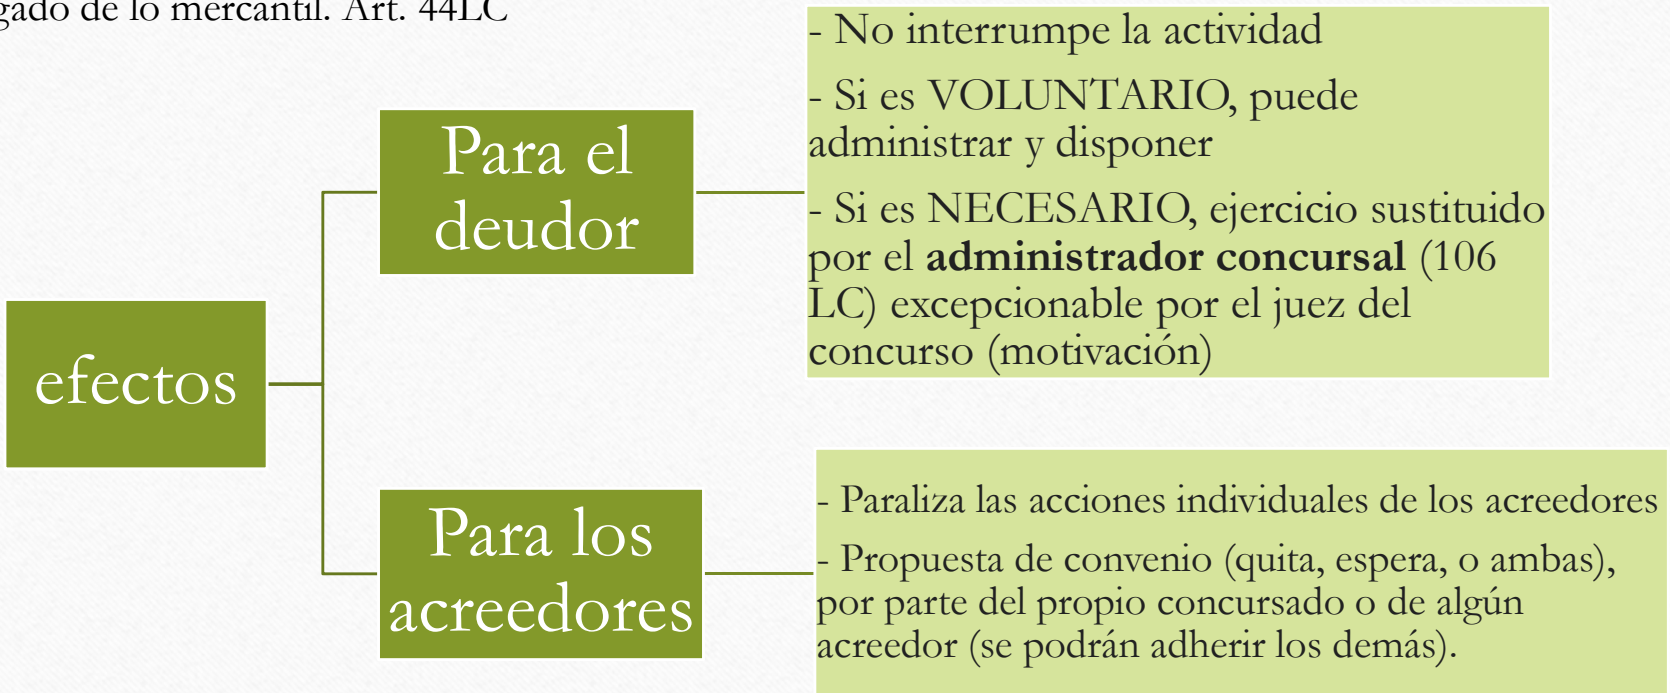 gado de lo mercantil. Art. 44LC
efectos
Para el
deudor
- No interrumpe la actividad
- Si es VOLUNTARIO, puede
administrar y disponer
- Si es NECESARIO, ejercicio sustituido
por el administrador concursal (106
LC) excepcionable por el juez del
concurso (motivación)
Para los
acreedores
- Paraliza las acciones individuales de los acreedores
- Propuesta de convenio (quita, espera, o ambas),
por parte del propio concursado o de algún
acreedor (se podrán adherir los demás).